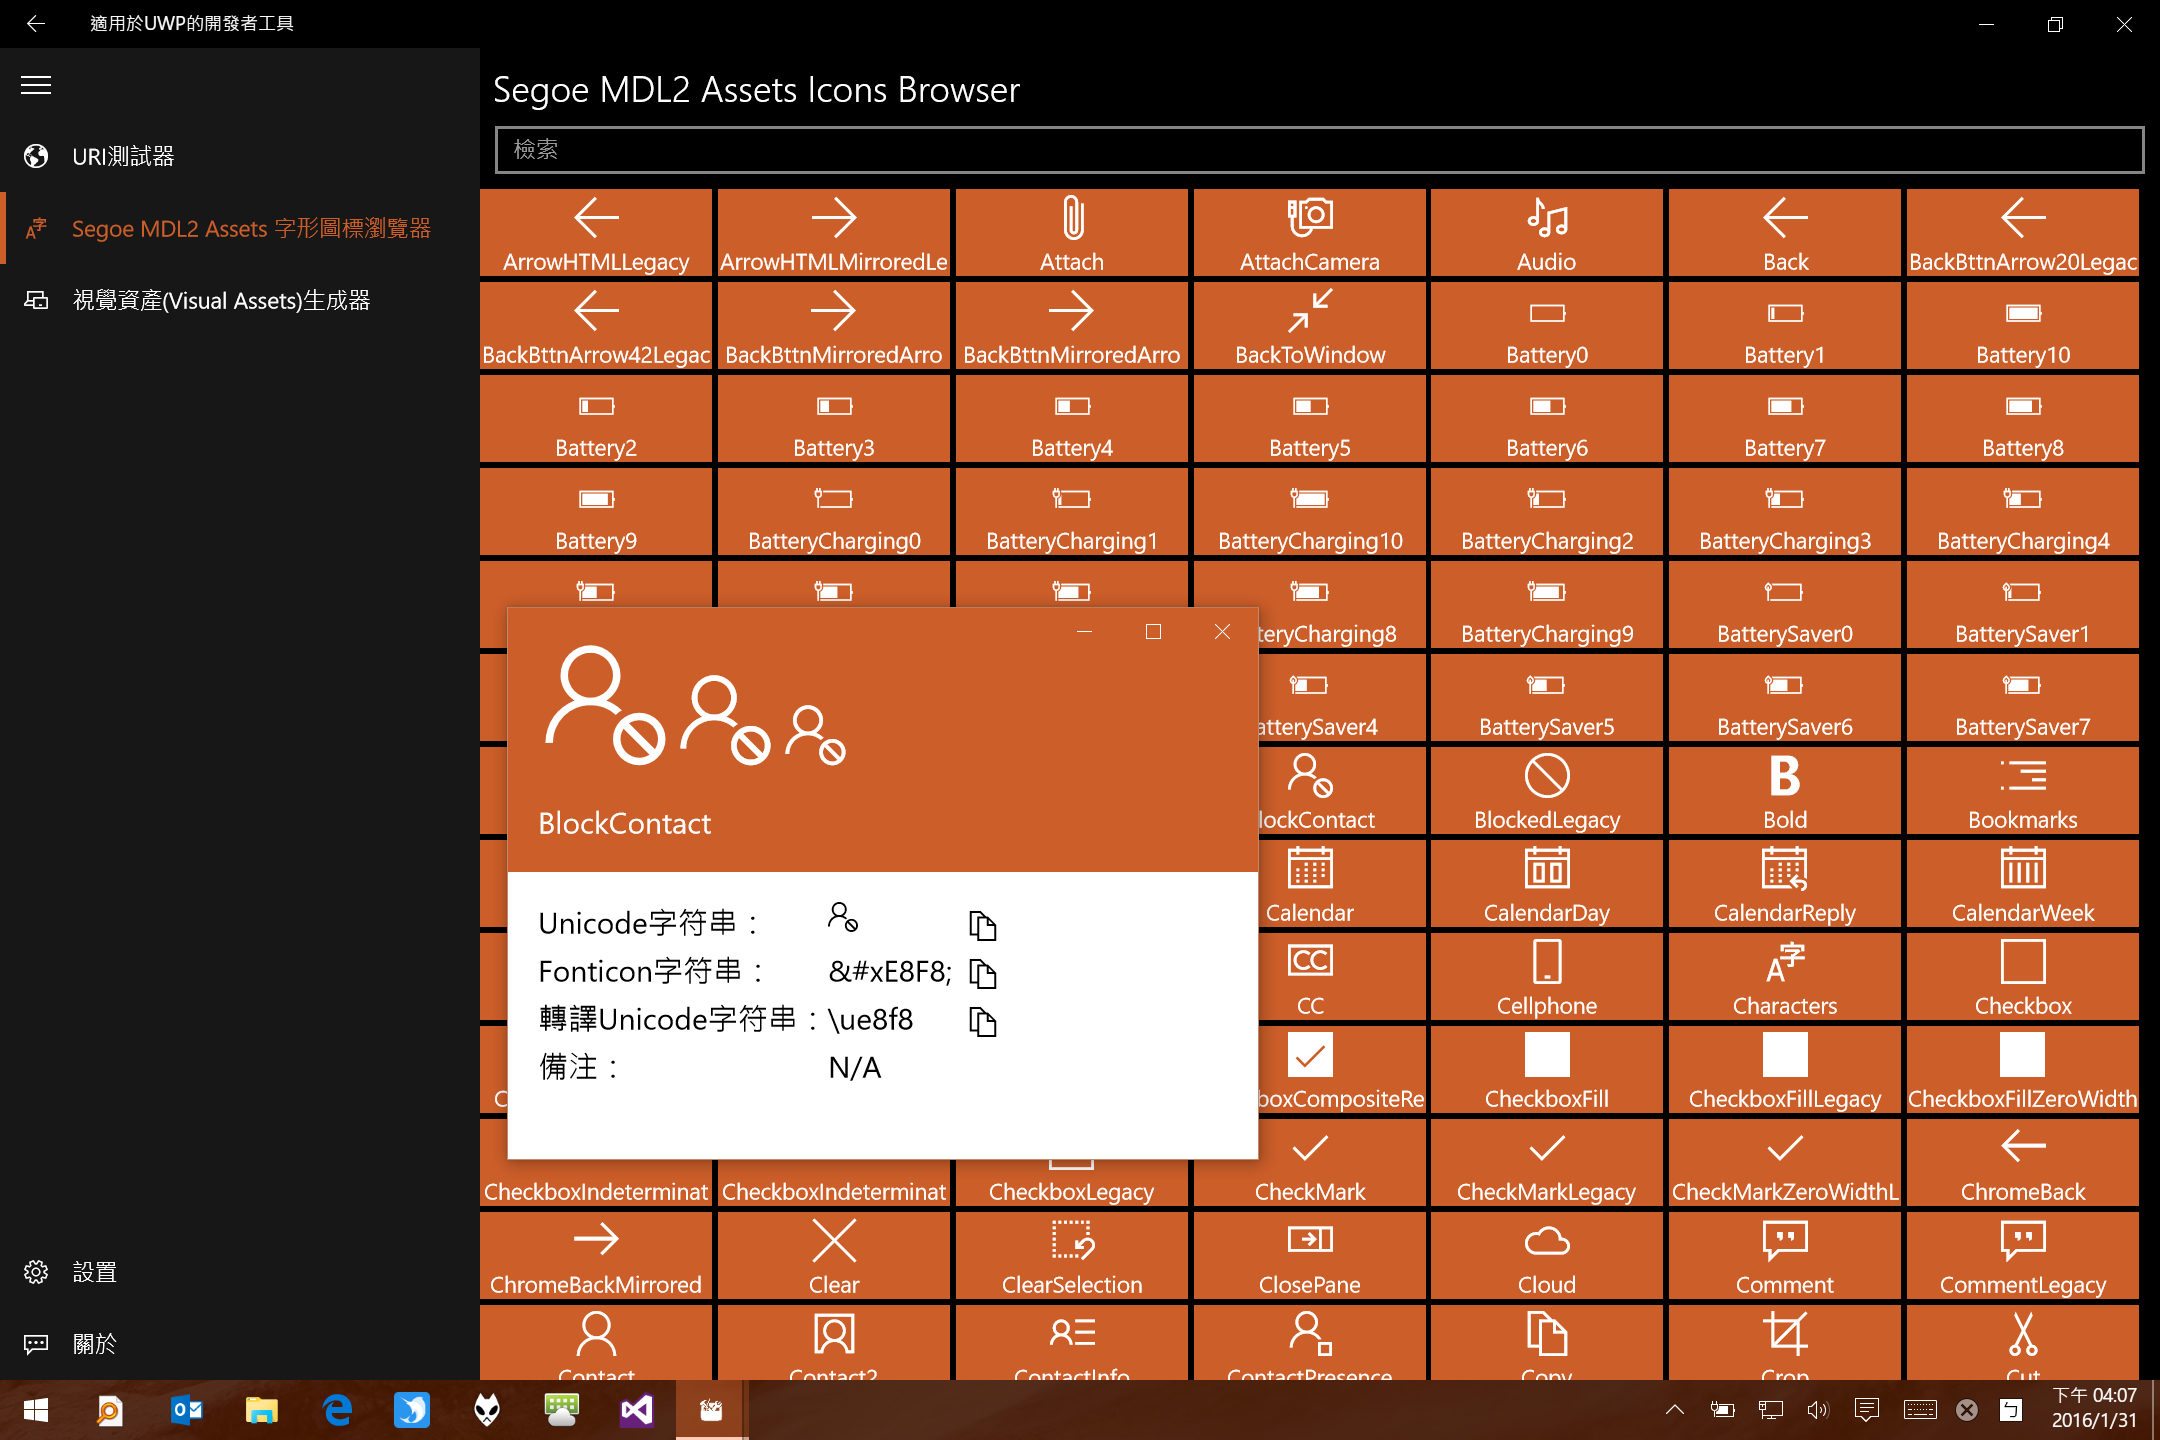 適用於UWP的開發者工具
URI測試器
Segoe MDL2 Assets 字形圖標瀏覽器
視覺資產(Visual Assets)生成器
設置
關於
Segoe MDL2 Assets Icons Browser
檢索
ArrowHTMLLegacy
ArrowHTMLMirroredLe
Attach
AttachCamera
Audio
Back
BackBttnArrow20Legac
BackBttnArrow42Legac
BackBttnMirroredArro
BackBttnMirroredArro
BackToWindow
Battery0
Battery1
Battery10
Battery2
Battery3
Battery4
Battery5
Battery6
Battery7
Battery8
Battery9
BatteryCharging0
BatteryCharging1
BatteryCharging10
BatteryCharging2
BatteryCharging3
BatteryCharging4
teryCharging8
BatteryCharging9
BatterySaver0
BatterySaver1
atterySaver4
BatterySaver5
BatterySaver6
BatterySaver7
lockContact
BlockedLegacy
Bold
Bookmarks
Calendar
CalendarDay
CalendarReply
CalendarWeek
CC
Cellphone
Characters
Checkbox
boxCompositeRe
CheckboxFill
CheckboxFillLegacy
CheckboxFillZeroWidth
CheckboxIndeterminat
CheckboxIndeterminat
CheckboxLegacy
CheckMark
CheckMarkLegacy
CheckMarkZeroWidthL
ChromeBack
ChromeBackMirrored
Clear
ClearSelection
ClosePane
Cloud
Comment
CommentLegacy
Contact
Contact2
ContactInfo
ContactPresence
Copy
Crop
Cut
BlockContact
Unicode字符串：
Fonticon字符串： &#xE8F8;
轉譯Unicode字符串：\ue8f8
備注： N/A
下午 04:07
2016/1/31